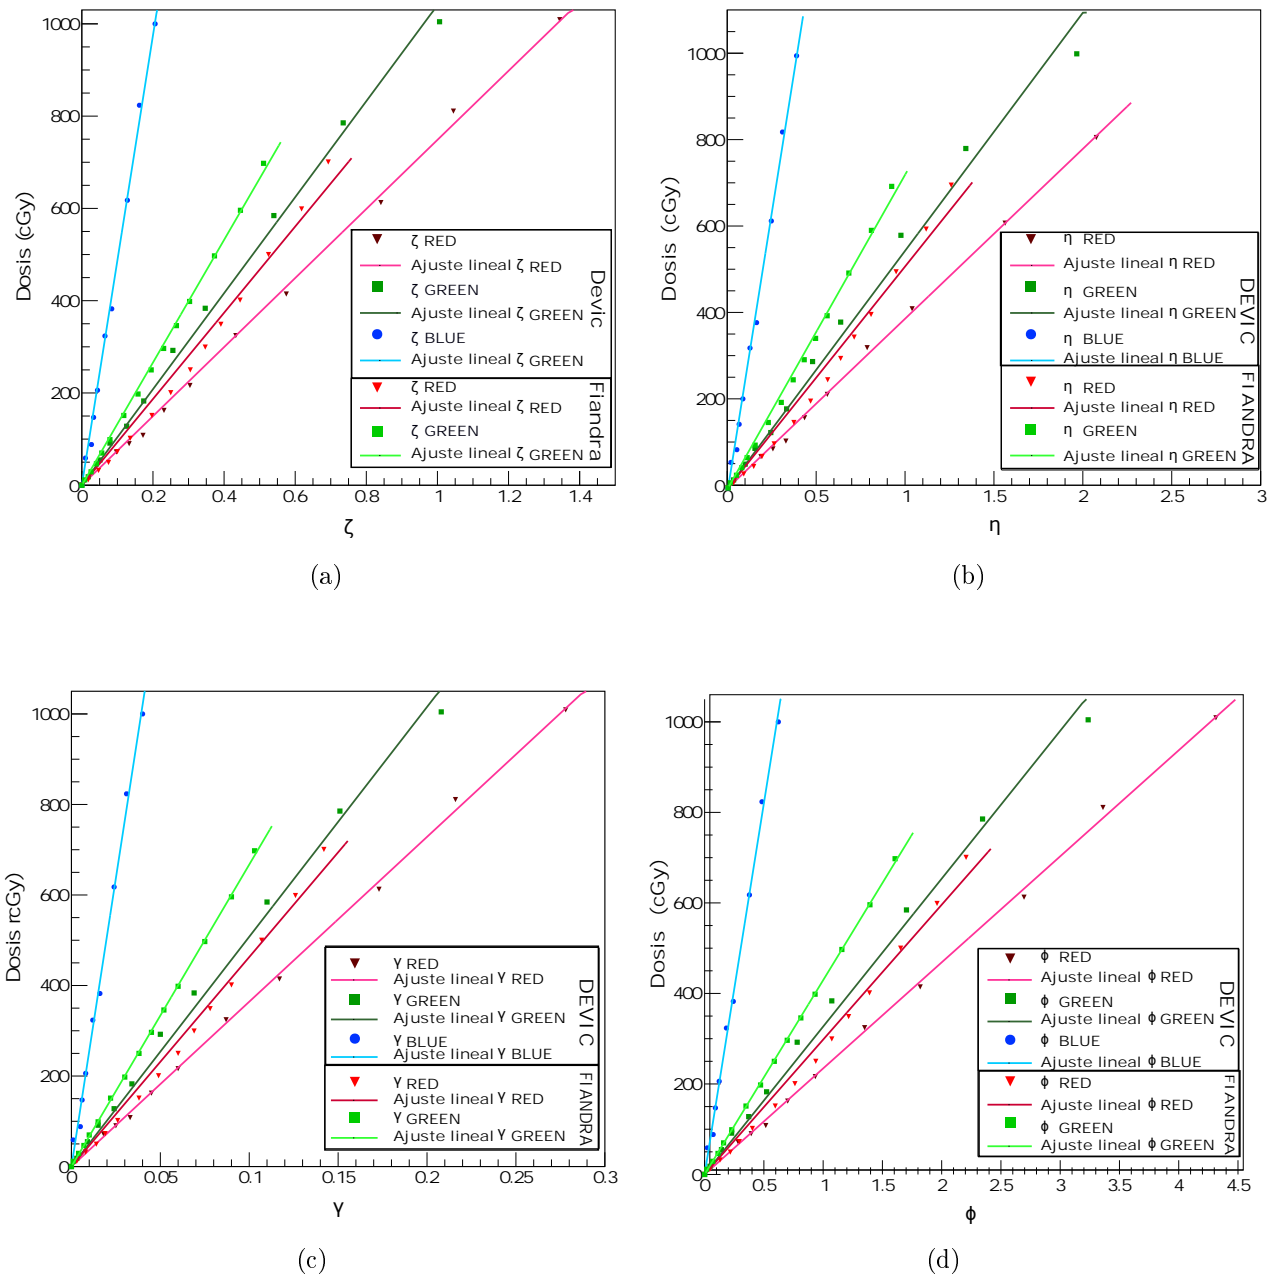 1000
800
600
400
200
0
Dosis (cGy)
ζ RED
Ajuste lineal ζ RED
ζ GREEN
Ajuste lineal ζ GREEN
ζ BLUE
Ajuste lineal ζ GREEN
Devic
ζ RED
Ajuste lineal ζ RED
ζ GREEN
Ajuste lineal ζ GREEN
Fiandra
0 0.2 0.4 0.6 0.8 1 1.2 1.4
ζ
(a)
1000
800
600
400
200
0
Dosis (cGy)
η RED
Ajuste lineal η RED
η GREEN
Ajuste lineal η GREEN
η BLUE
Ajuste lineal η BLUE
DEVIC
η RED
Ajuste lineal η RED
η GREEN
Ajuste lineal η GREEN
FIANDRA
0 0.5 1 1.5 2 2.5 3
η
(b)
1000
800
600
400
200
0
Dosis rcGy)
γ RED
Ajuste lineal γ RED
γ GREEN
Ajuste lineal γ GREEN
γ BLUE
Ajuste lineal γ BLUE
DEVIC
γ RED
Ajuste lineal γ RED
γ GREEN
Ajuste lineal γ GREEN
FIANDRA
0 0.05 0.1 0.15 0.2 0.25 0.3
γ
(c)
1000
800
600
400
200
0
Dosis (cGy)
ϕ RED
Ajuste lineal ϕ RED
ϕ GREEN
Ajuste lineal ϕ GREEN
ϕ BLUE
Ajuste lineal ϕ BLUE
DEVIC
ϕ RED
Ajuste lineal ϕ RED
ϕ GREEN
Ajuste lineal ϕ GREEN
FIANDRA
0 0.5 1 1.5 2 2.5 3 3.5 4 4.5
ϕ
(d)